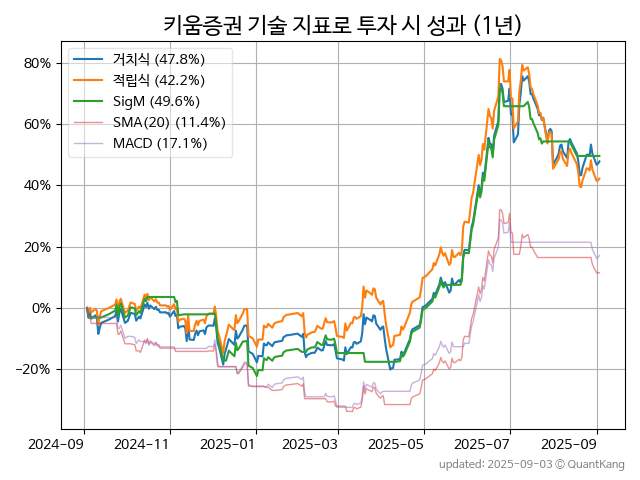 키움증권 기술 지표로 투자 시 성과 (1년)
거치식 (47.8%)
적립식 (42.2%)
SigM (49.6%)
SMA(20) (11.4%)
MACD (17.1%)
80%
60%
40%
20%
0%
−20%
2024−09 2024−11 2025−01 2025−03 2025−05 2025−07 2025−09
updated: 2025-09-03 © QuantKang